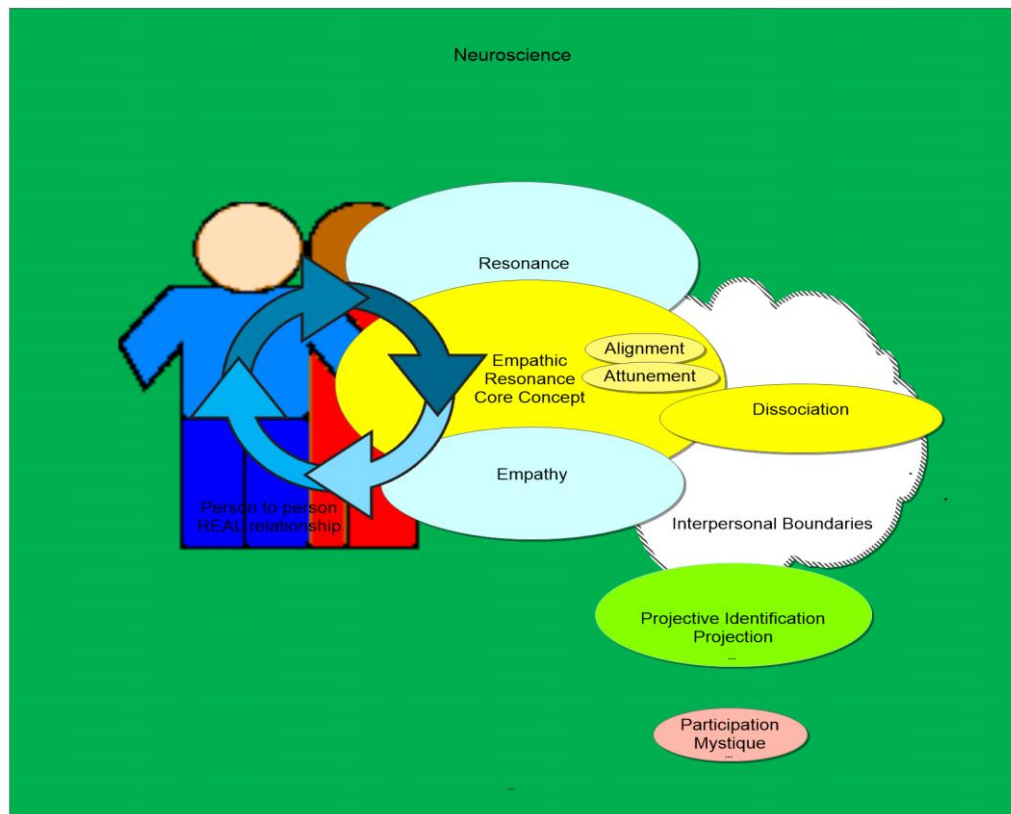 Neuroscience
Resonance
Alignment
Attunement
Empathic
Resonance
Core Concept
Dissociation
Empathy
Person to person
REAL relationship
Interpersonal Boundaries
Projective Identification
Projection
...
Participation
Mystique
...
...